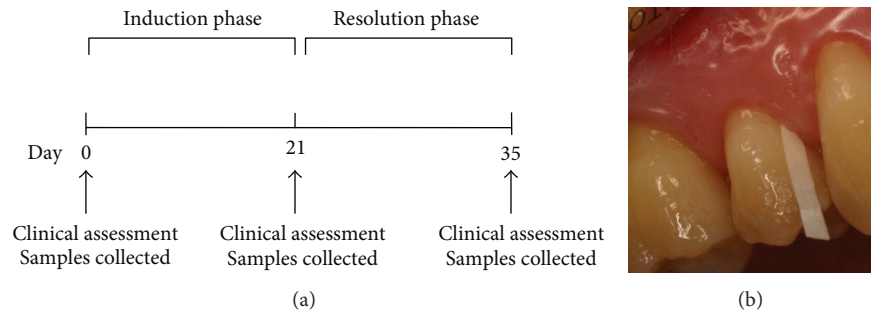 Induction phase
Resolution phase
Day
0
21
35
Clinical assessment
Samples collected
Clinical assessment
Samples collected
Clinical assessment
Samples collected
(a)
(b)